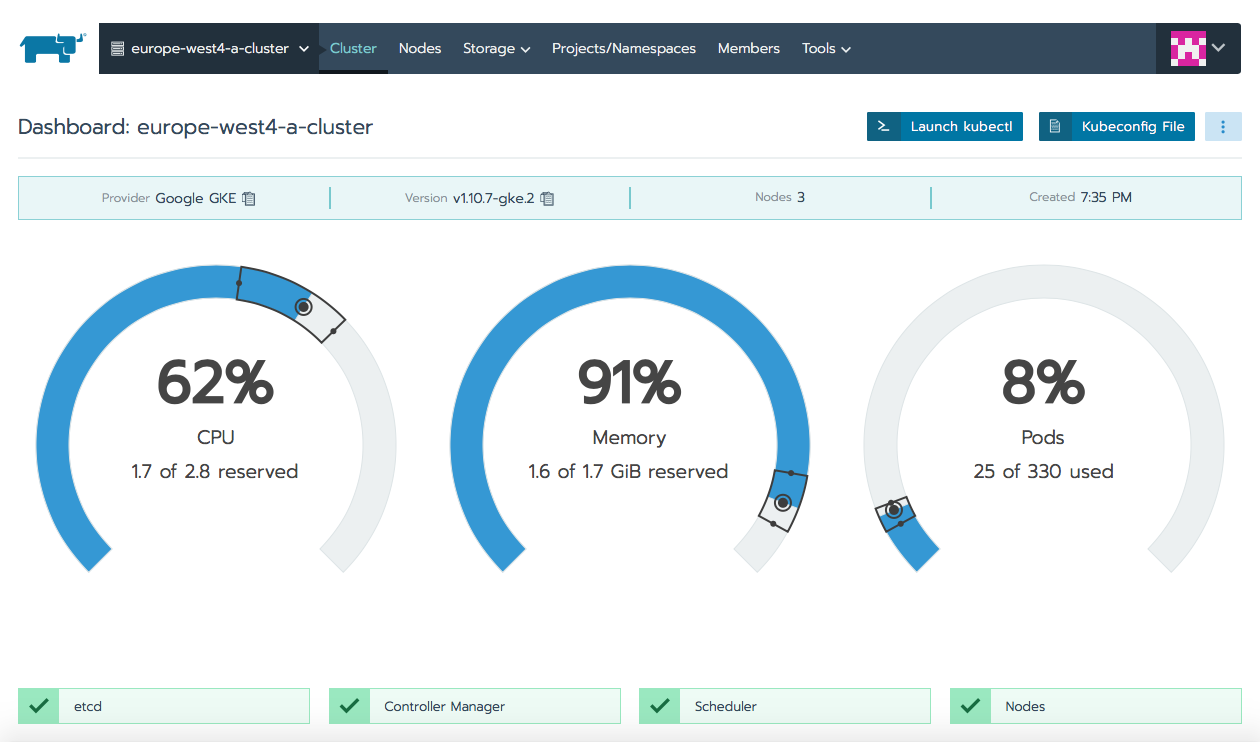 europe-west4-a-cluster Cluster Nodes Storage Projects/Namespaces Members Tools
Dashboard: europe-west4-a-cluster
Launch kubectl
Kubeconfig File
Provider Google GKE
Version v1.10.7-gke.2
Nodes 3
Created 7:35 PM
62%
CPU
1.7 of 2.8 reserved
91%
Memory
1.6 of 1.7 GiB reserved
8%
Pods
25 of 330 used
etcd
Controller Manager
Scheduler
Nodes